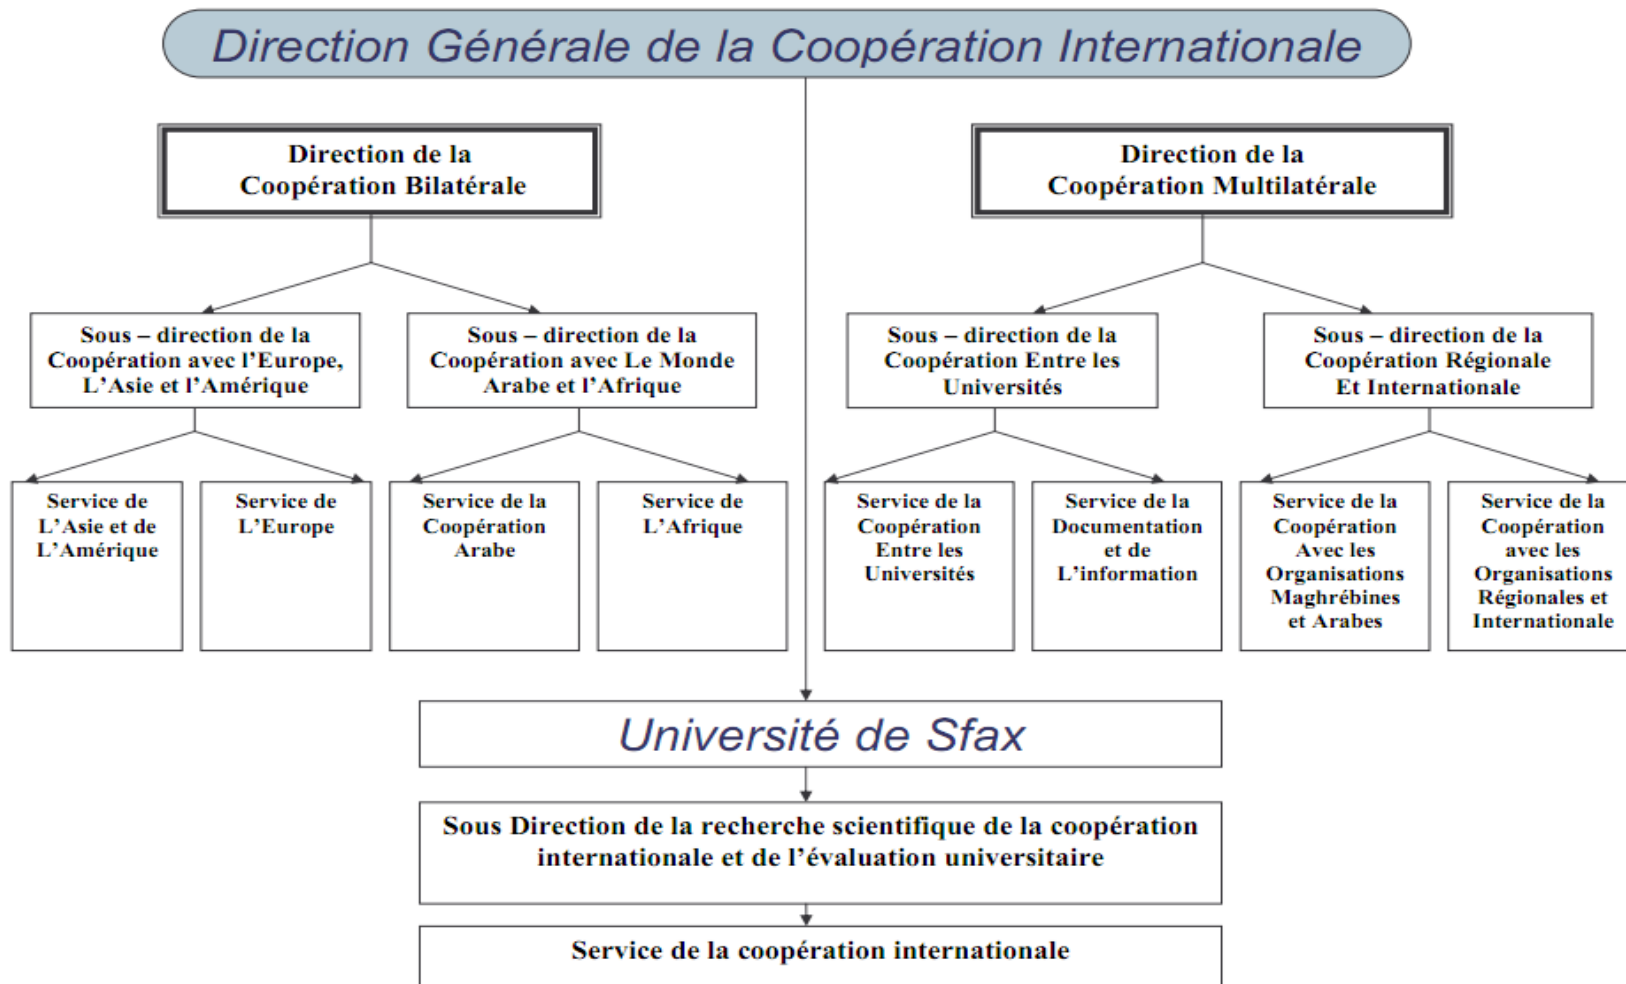 Direction Générale de la Coopération Internationale
Direction de la
Coopération Bilatérale
Direction de la
Coopération Multilatérale
Sous – direction de la
Coopération avec l'Europe,
L'Asie et l'Amérique
Sous – direction de la
Coopération avec Le Monde
Arabe et l'Afrique
Sous – direction de la
Coopération Entre les
Universités
Sous – direction de la
Coopération Régionale
Et Internationale
Service de
L'Asie et de
L'Amérique
Service de
L'Europe
Service de la
Coopération
Arabe
Service de
L'Afrique
Service de la
Coopération
Entre les
Universités
Service de la
Documentation
et de
L'information
Service de la
Coopération
Avec les
Organisations
Maghrébines
et Arabes
Service de la
Coopération
avec les
Organisations
Régionales et
Internationale
Université de Sfax
Sous Direction de la recherche scientifique de la coopération
internationale et de l'évaluation universitaire
Service de la coopération internationale